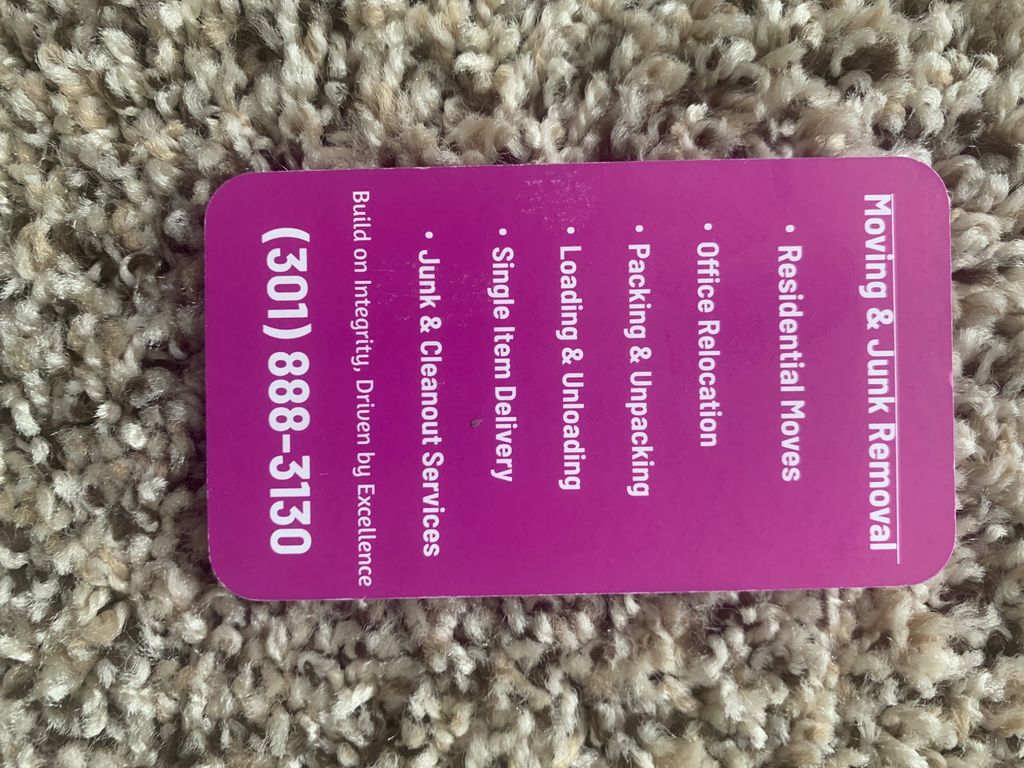 Moving & Junk Removal
• Residential Moves
• Office Relocation
• Packing & Unpacking
• Loading & Unloading
• Single Item Delivery
• Junk & Cleanout Services
Build on Integrity, Driven by Excellence
(301) 888-3130